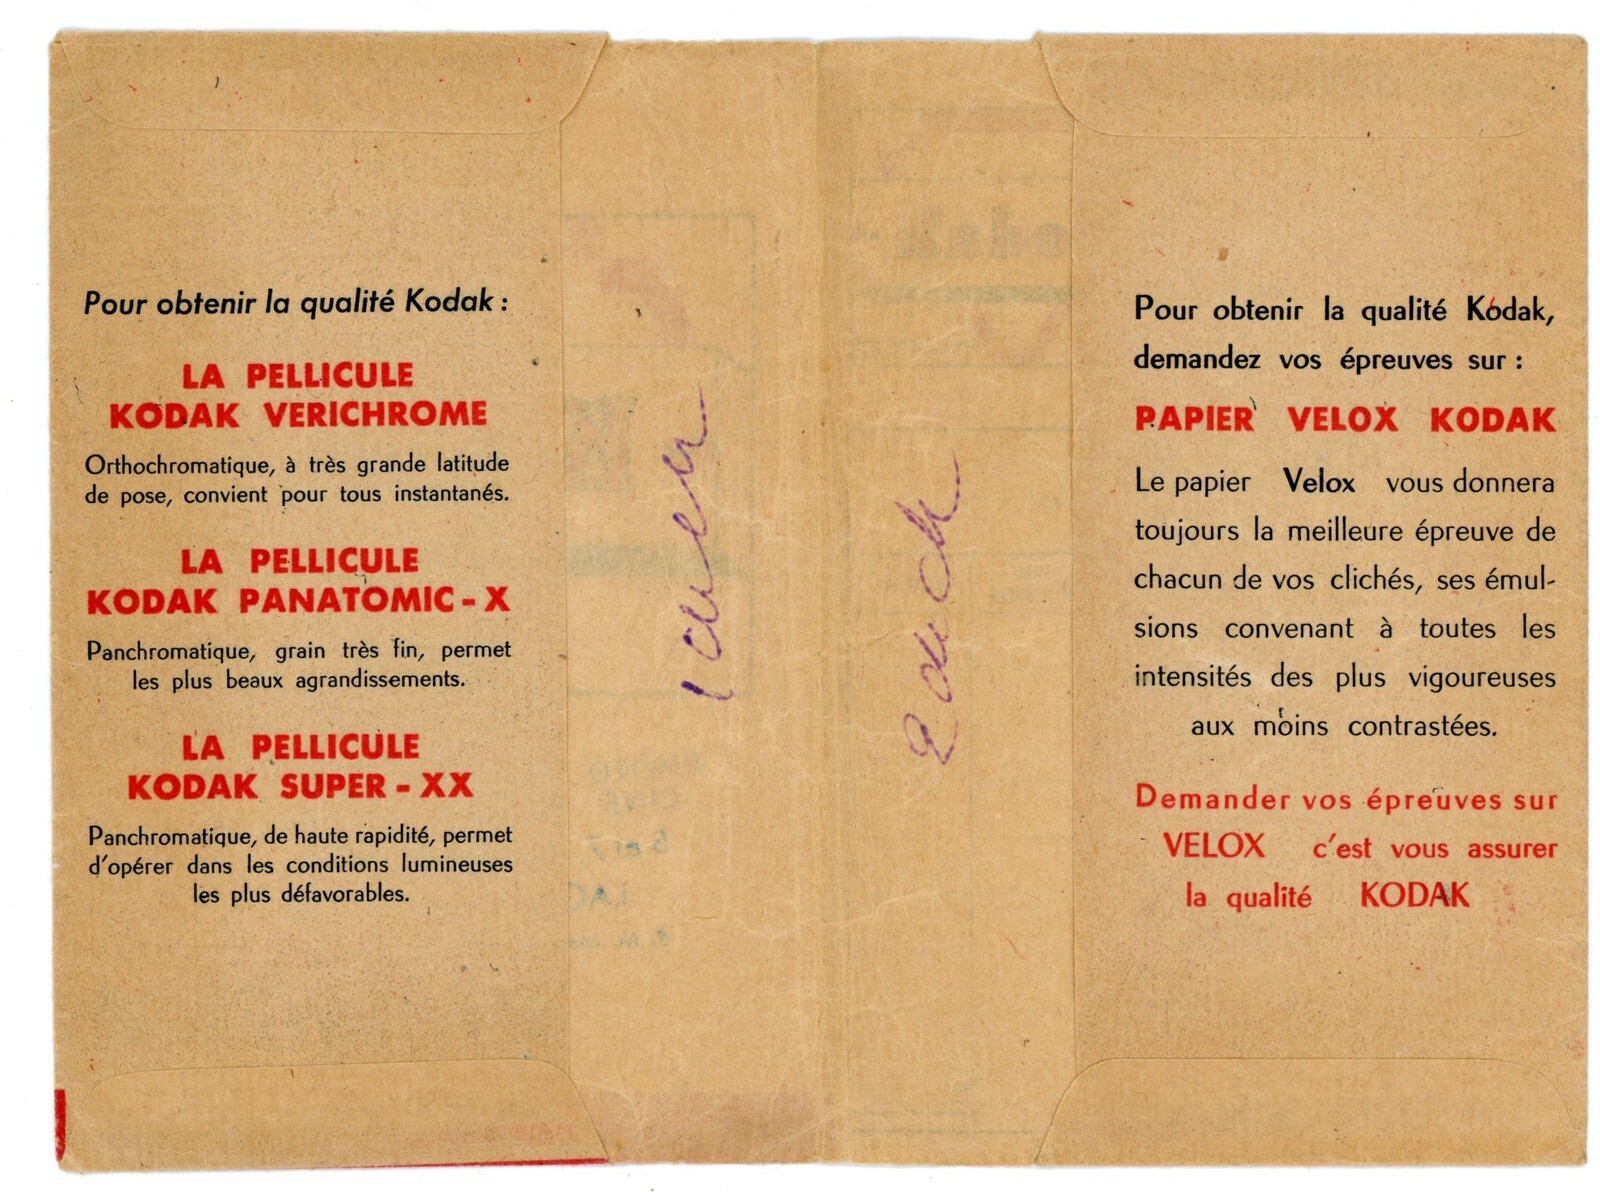 Pour obtenir la qualité Kodak :
LA PELLICULE
KODAK VERICHROME
Orthochromatique, à très grande latitude
de pose, convient pour tous instantanés.
LA PELLICULE
KODAK PANATOMIC - X
Panchromatique, grain très fin, permet
les plus beaux agrandissements.
LA PELLICULE
KODAK SUPER - XX
Panchromatique, de haute rapidité, permet
d'opérer dans les conditions lumineuses
les plus défavorables.
Pour obtenir la qualité Kodak,
demandez vos épreuves sur :
PAPIER VELOX KODAK
Le papier Velox vous donnera
toujours la meilleure épreuve de
chacun de vos clichés, ses émul-
sions convenant à toutes les
intensités des plus vigoureuses
aux moins contrastées.
Demander vos épreuves sur
VELOX c'est vous assurer
la qualité KODAK